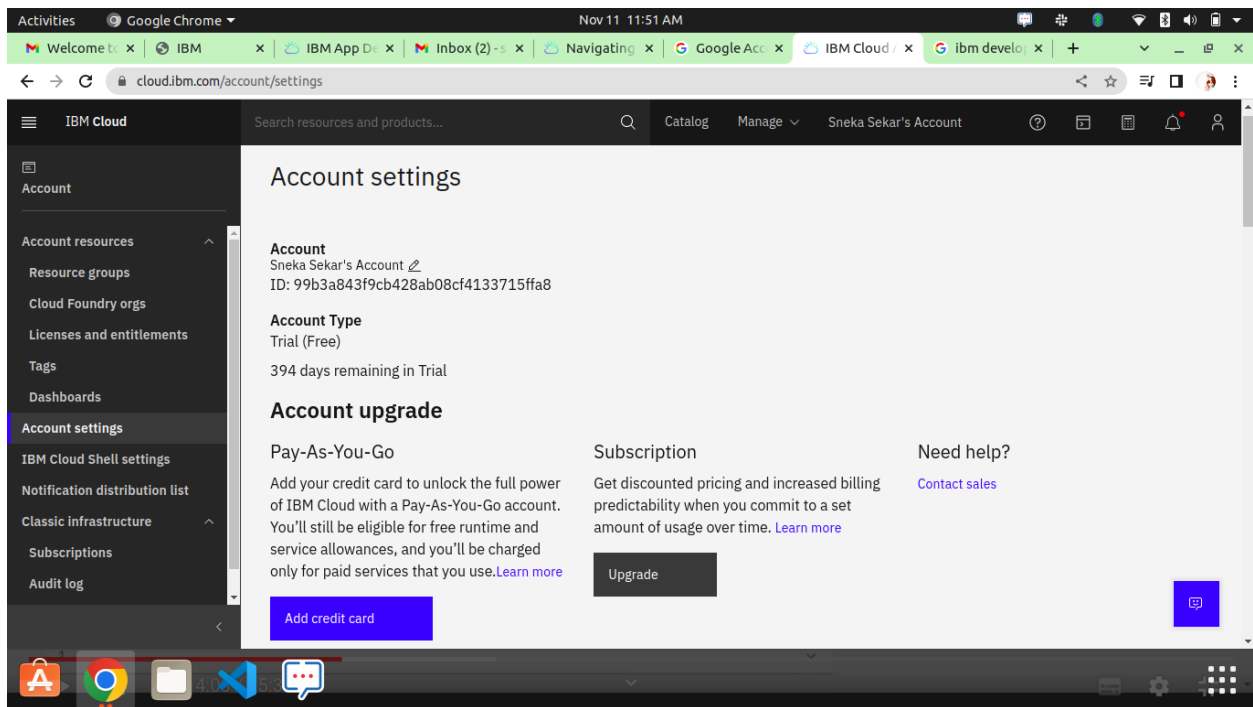 Activities Google Chrome Nov 11 11:51 AM
Welcome to IBM IBM App De Inbox (2) - s Navigating Google Acc IBM Cloud / ibm develop
cloud.ibm.com/account/settings
IBM Cloud Search resources and products... Catalog Manage Sneka Sekar's Account
Account
Account resources
Resource groups
Cloud Foundry orgs
Licenses and entitlements
Tags
Dashboards
Account settings
IBM Cloud Shell settings
Notification distribution list
Classic infrastructure
Subscriptions
Audit log
Account settings
Account
Sneka Sekar's Account
ID: 99b3a843f9cb428ab08cf4133715ffa8
Account Type
Trial (Free)
394 days remaining in Trial
Account upgrade
Pay-As-You-Go
Add your credit card to unlock the full power
of IBM Cloud with a Pay-As-You-Go account.
You'll still be eligible for free runtime and
service allowances, and you'll be charged
only for paid services that you use.Learn more
Add credit card
Subscription
Get discounted pricing and increased billing
predictability when you commit to a set
amount of usage over time. Learn more
Upgrade
Need help?
Contact sales